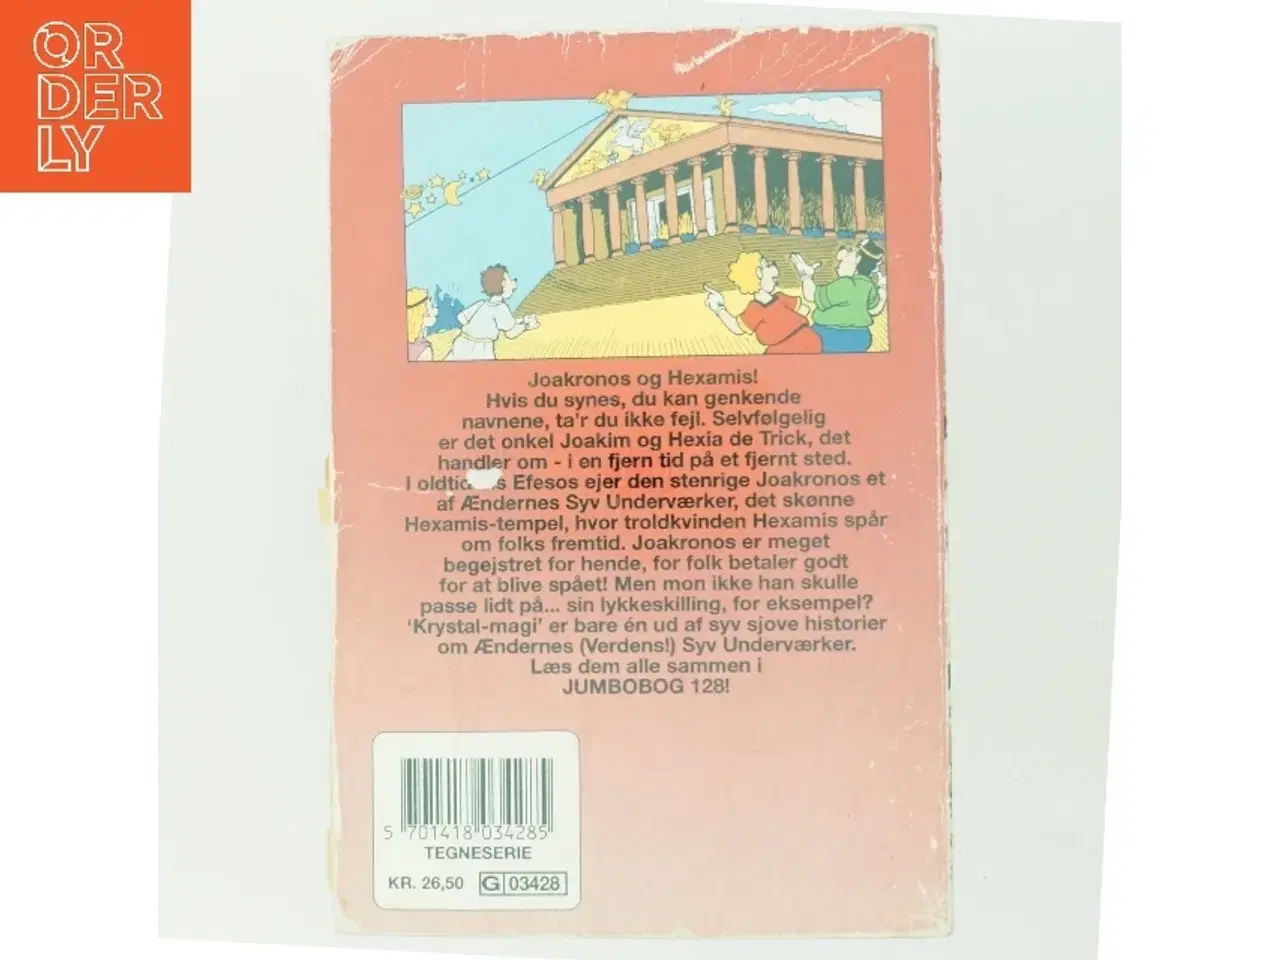 ORDERLY
Joakronos og Hexamis!
Hvis du synes, du kan genkende
navnene, ta'r du ikke fejl. Selvfølgelig
er det onkel Joakim og Hexia de Trick, det
handler om - i en fjern tid på et fjernt sted.
I Efesos ejer den stenrige Joakronos et
af Ændernes Syv Underværker, det skønne
Hexamis-tempel, hvor troldkvinden Hexamis spår
om folks fremtid. Joakronos er meget
begejstret for hende, for folk betaler godt
for at blive spået! Men mon ikke han skulle
passe lidt på... sin lykkeskilling, for eksempel?
'Krystal-magi' er bare én ud af syv sjove historier
om Ændernes (Verdens!) Syv Underværker.
Læs dem alle sammen i
JUMBOBOG 128!
5 701418 034285
TEGNESERIE
KR. 26,50 G 03428